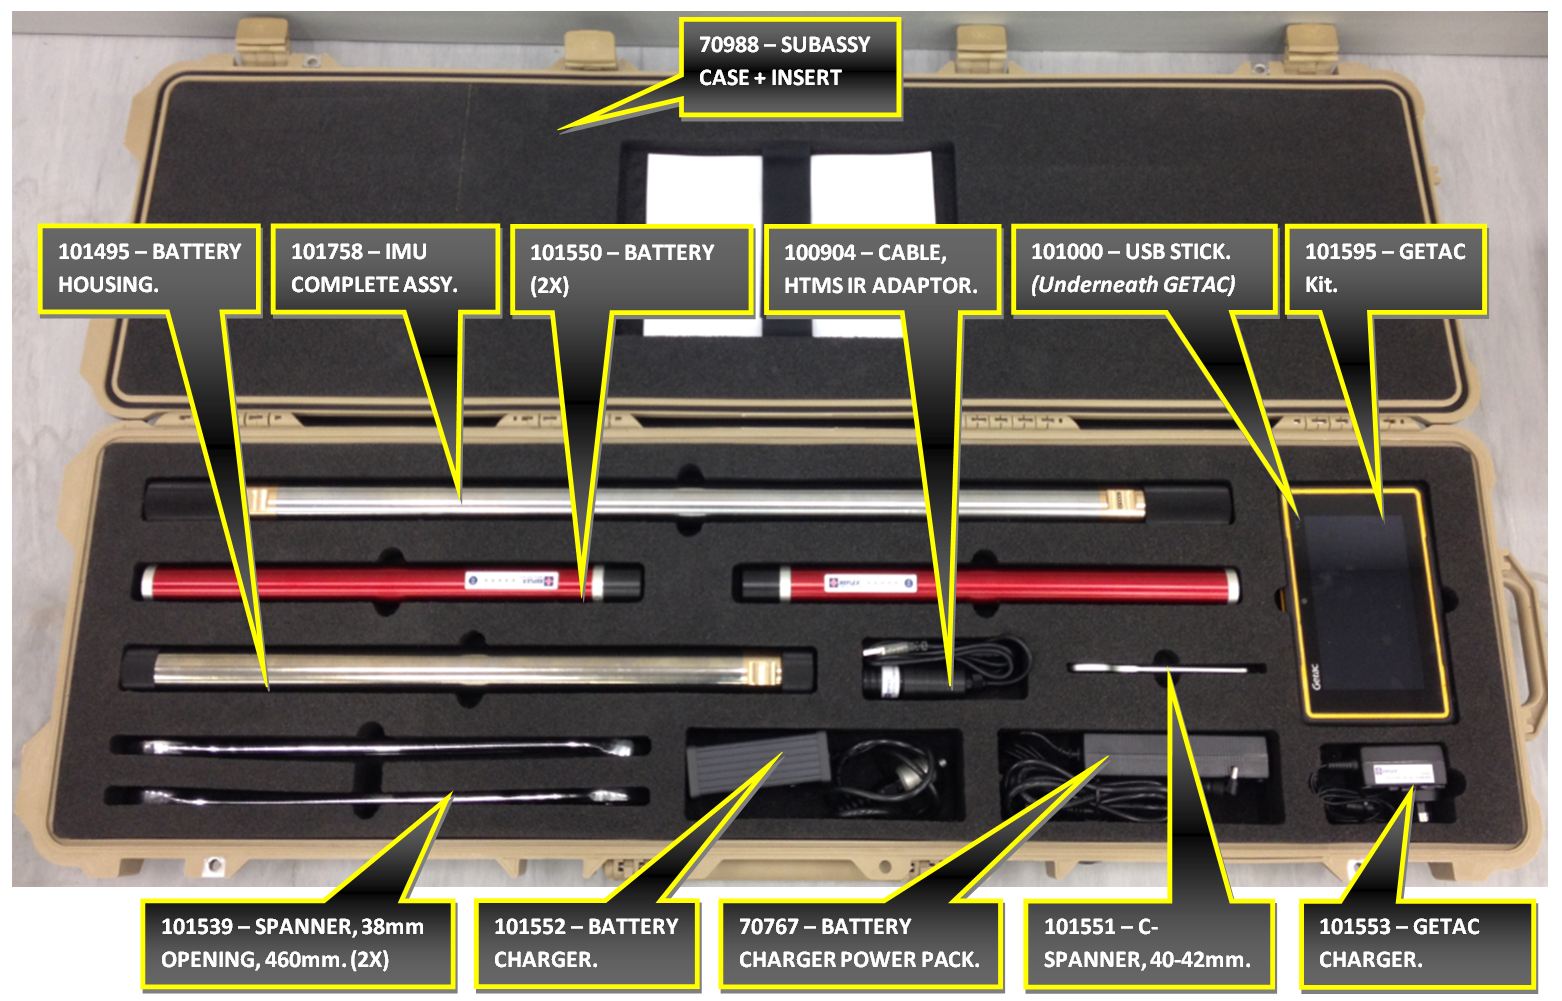 70988 – SUBASSY
CASE + INSERT
101495 – BATTERY
HOUSING.
101758 – IMU
COMPLETE ASSY.
101550 – BATTERY
(2X)
100904 – CABLE,
HTMS IR ADAPTOR.
101000 – USB STICK.
(Underneath GETAC)
101595 – GETAC
Kit.
Getac
101539 – SPANNER, 38mm
OPENING, 460mm. (2X)
101552 – BATTERY
CHARGER.
70767 – BATTERY
CHARGER POWER PACK.
101551 – C-
SPANNER, 40-42mm.
101553 – GETAC
CHARGER.